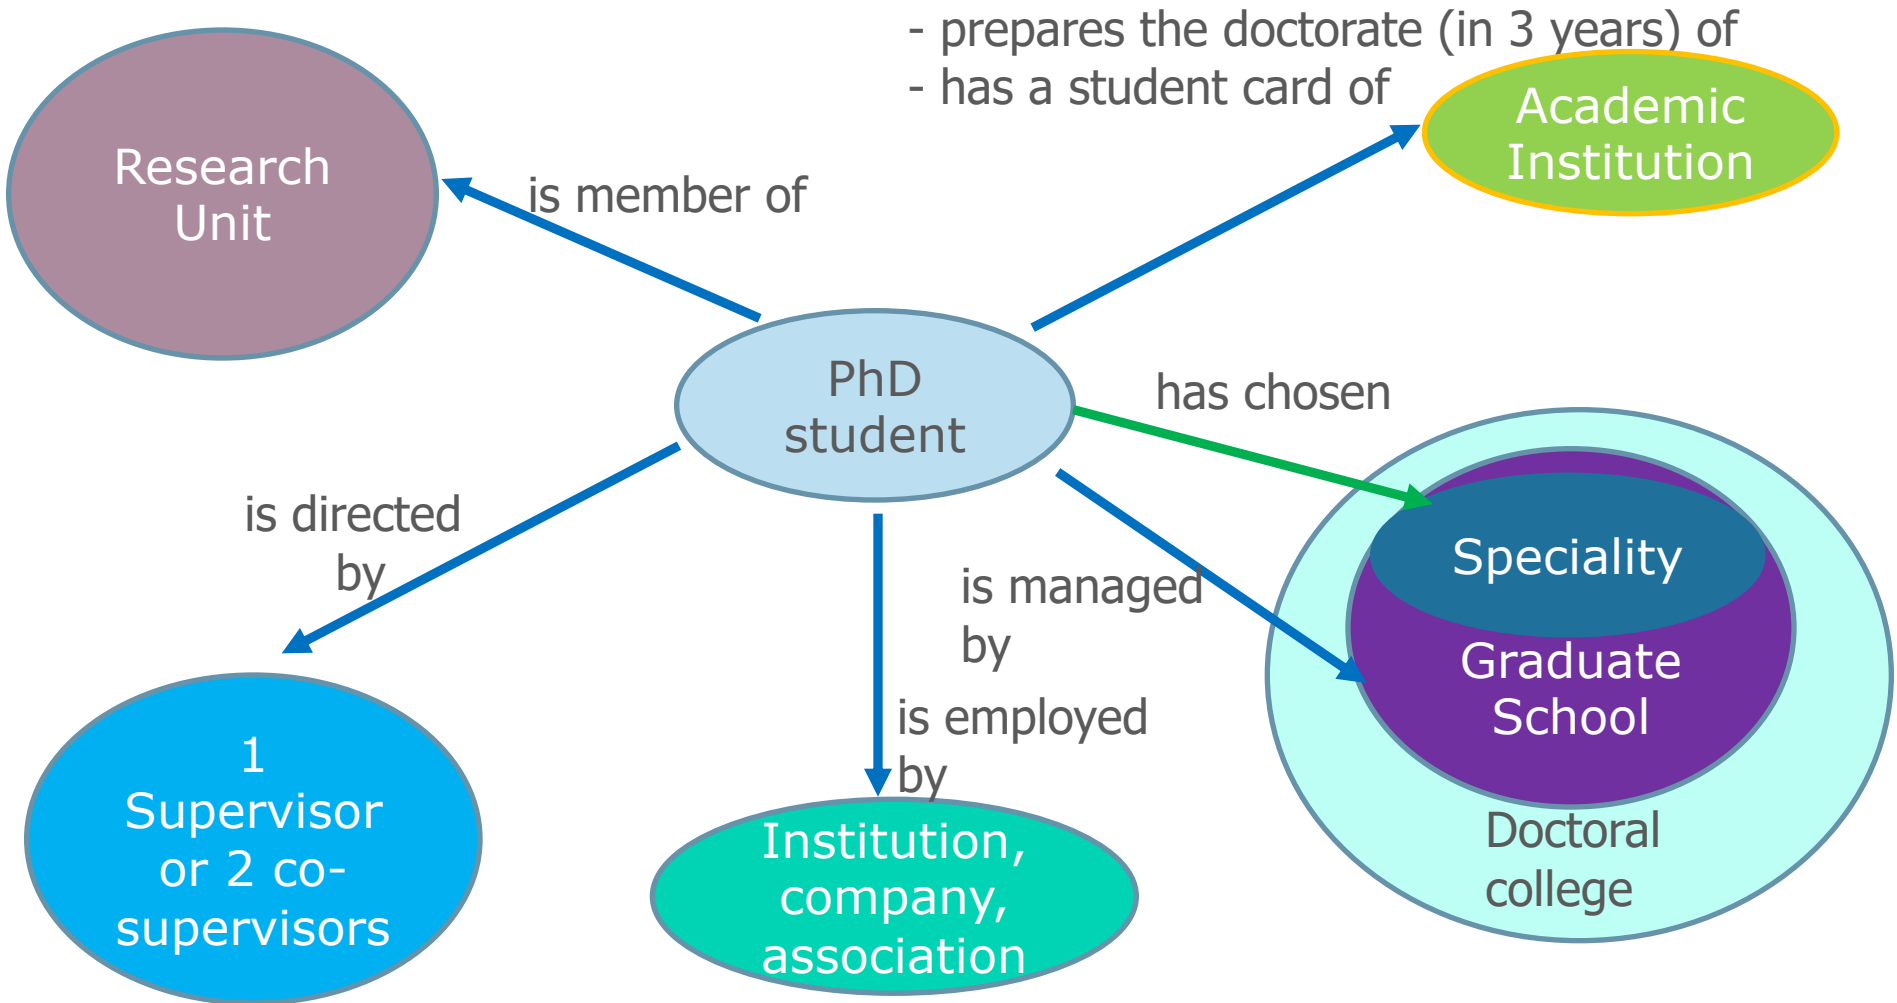 - prepares the doctorate (in 3 years) of
- has a student card of
Academic
Institution
Research
Unit
is member of
PhD
student
has chosen
is directed
by
Speciality
is managed
by
Graduate
School
is employed
by
1
Supervisor
or 2 co-
supervisors
Institution,
company,
association
Doctoral
college